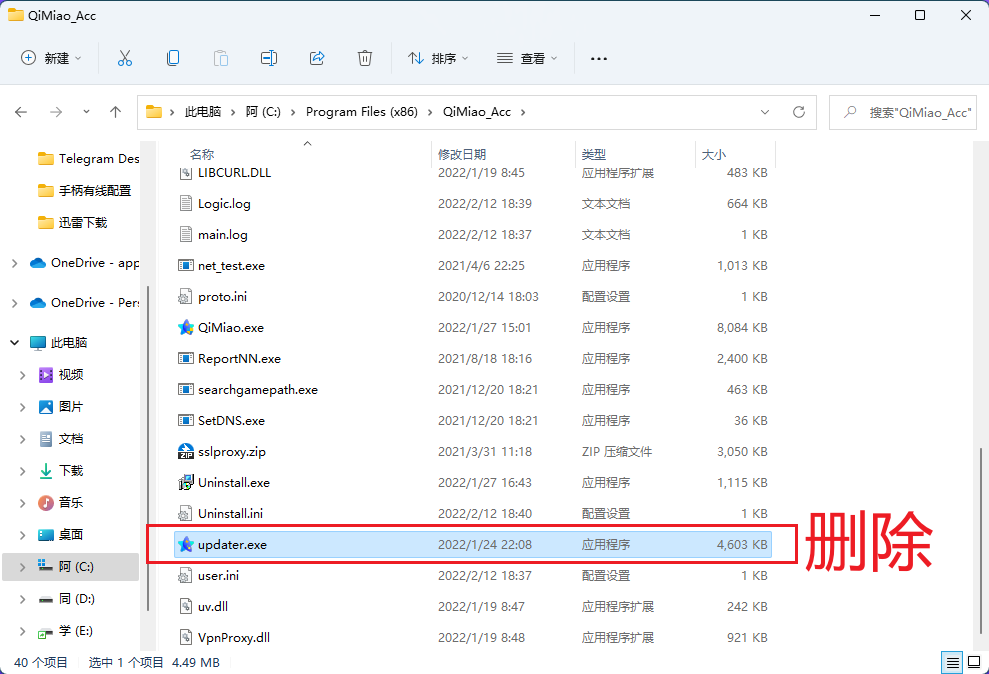 QiMiao_Acc
新建
排序
查看
此电脑 阿 (C:) Program Files (x86) QiMiao_Acc
搜索"QiMiao_Acc"
Telegram Des
手柄有线配置
迅雷下载
OneDrive - app
OneDrive - Pers
此电脑
视频
图片
文档
下载
音乐
桌面
阿 (C:)
同 (D:)
学 (E:)
名称 修改日期 类型 大小
LIBCURL.DLL 2022/1/19 8:45 应用程序扩展 483 KB
Logic.log 2022/2/12 18:39 文本文档 664 KB
main.log 2022/2/12 18:37 文本文档 1 KB
net_test.exe 2021/4/6 22:25 应用程序 1,013 KB
proto.ini 2020/12/14 18:03 配置设置 1 KB
QiMiao.exe 2022/1/27 15:01 应用程序 8,084 KB
ReportNN.exe 2021/8/18 18:16 应用程序 2,400 KB
searchgamepath.exe 2021/12/20 18:21 应用程序 463 KB
SetDNS.exe 2021/12/20 18:21 应用程序 36 KB
sslproxy.zip 2021/3/31 11:18 ZIP 压缩文件 3,050 KB
Uninstall.exe 2022/1/27 16:43 应用程序 1,115 KB
Uninstall.ini 2022/2/12 18:40 配置设置 1 KB
updater.exe 2022/1/24 22:08 应用程序 4,603 KB
删除
user.ini 2022/2/12 18:37 配置设置 1 KB
uv.dll 2022/1/19 8:47 应用程序扩展 242 KB
VpnProxy.dll 2022/1/19 8:48 应用程序扩展 921 KB
40 个项目 选中 1 个项目 4.49 MB